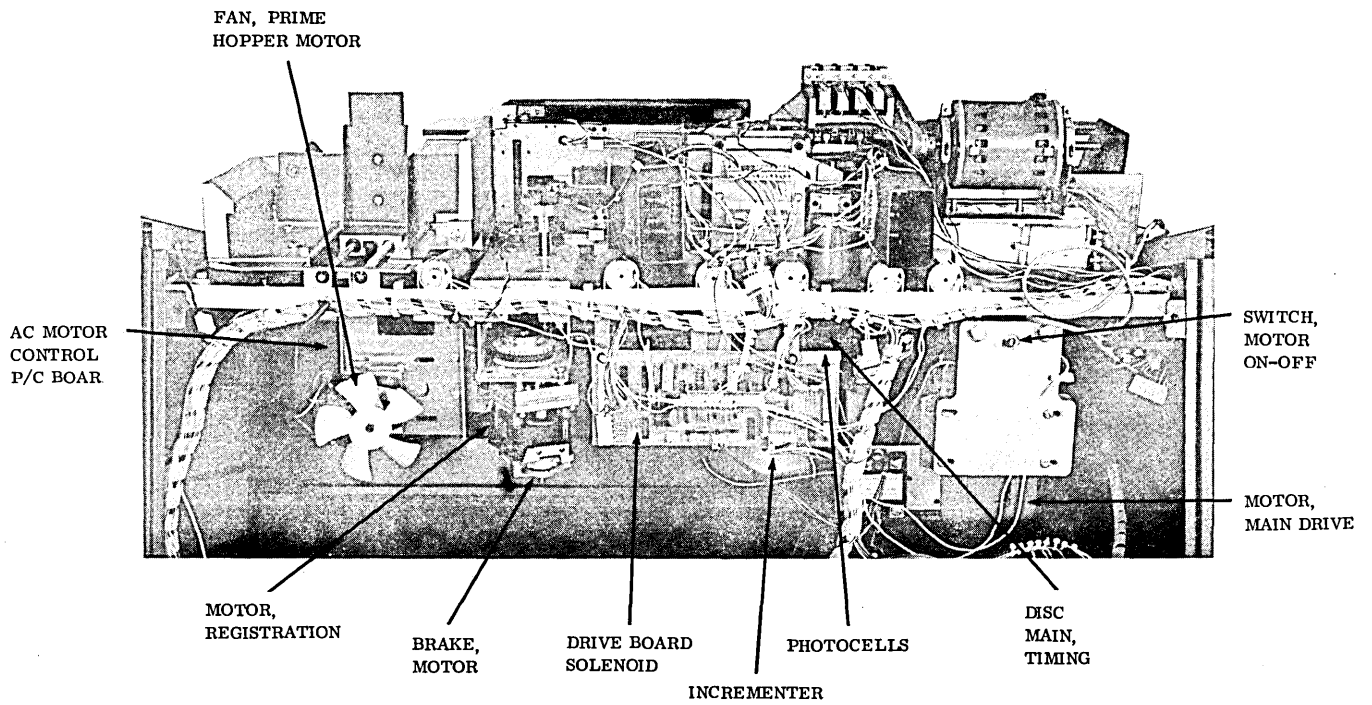 FAN, PRIME
HOPPER MOTOR
AC MOTOR
CONTROL
P/C BOAR
SWITCH,
MOTOR
ON-OFF
MOTOR,
MAIN DRIVE
MOTOR,
REGISTRATION
BRAKE,
MOTOR
DRIVE BOARD
SOLENOID
INCREMENTER
PHOTOCELLS
DISC
MAIN,
TIMING